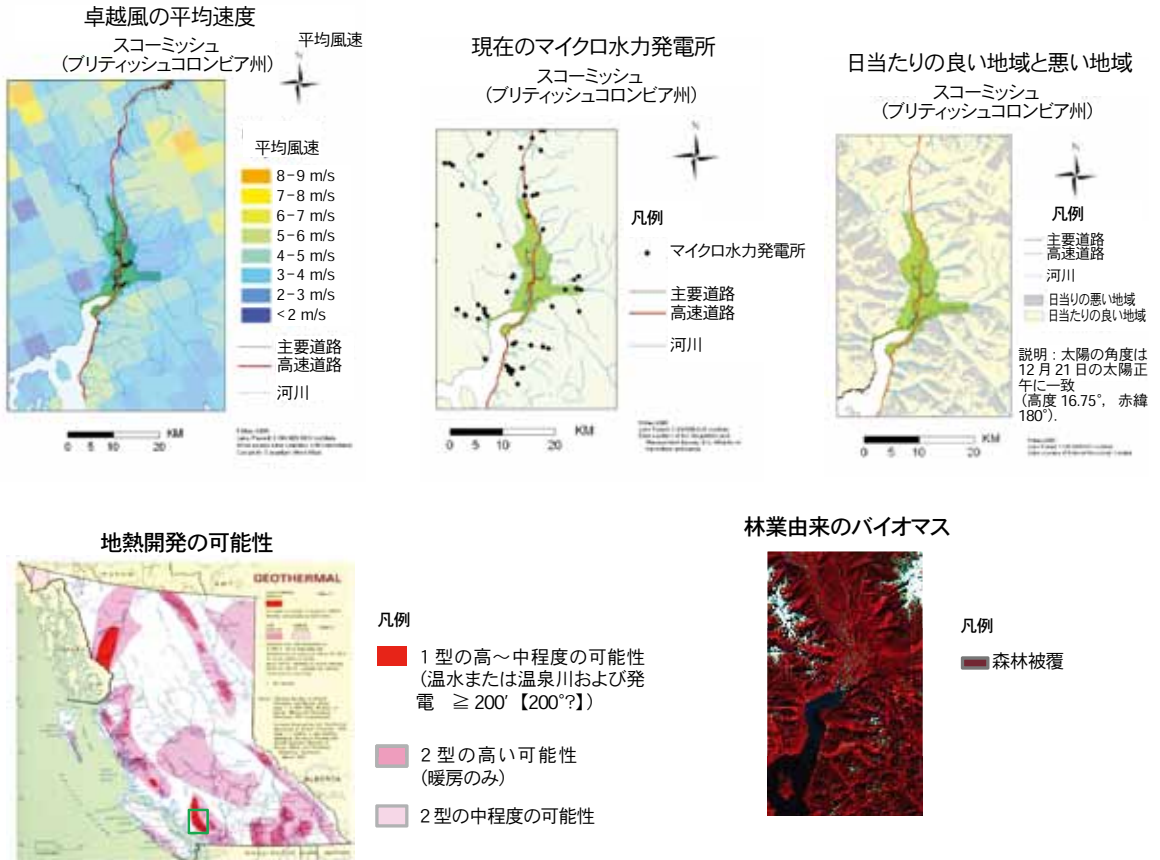 卓越風の平均速度
スコーミッシュ
(ブリティッシュコロンビア州)
平均風速
N
平均風速
8-9 m/s
7-8 m/s
6-7 m/s
5-6 m/s
4-5 m/s
3-4 m/s
2-3 m/s
<2 m/s
主要道路
高速道路
河川
KM
0 5 10 20
現在のマイクロ水力発電所
スコーミッシュ
(ブリティッシュコロンビア州)
N
凡例
マイクロ水力発電所
主要道路
高速道路
河川
KM
0 5 10 20
日当たりの良い地域と悪い地域
スコーミッシュ
(ブリティッシュコロンビア州)
N
凡例
主要道路
高速道路
河川
日当りの悪い地域
日当たりの良い地域
説明:太陽の角度は
12月21日の太陽正
午に一致
(高度 16.75°, 赤緯
180°).
KM
0 5 10 20
地熱開発の可能性
GEOTHERMAL
ALBERTA
凡例
1型の高~中程度の可能性
(温水または温泉川および発
電 ≧200′【200°?】)
2型の高い可能性
(暖房のみ)
2型の中程度の可能性
林業由来のバイオマス
凡例
森林被覆